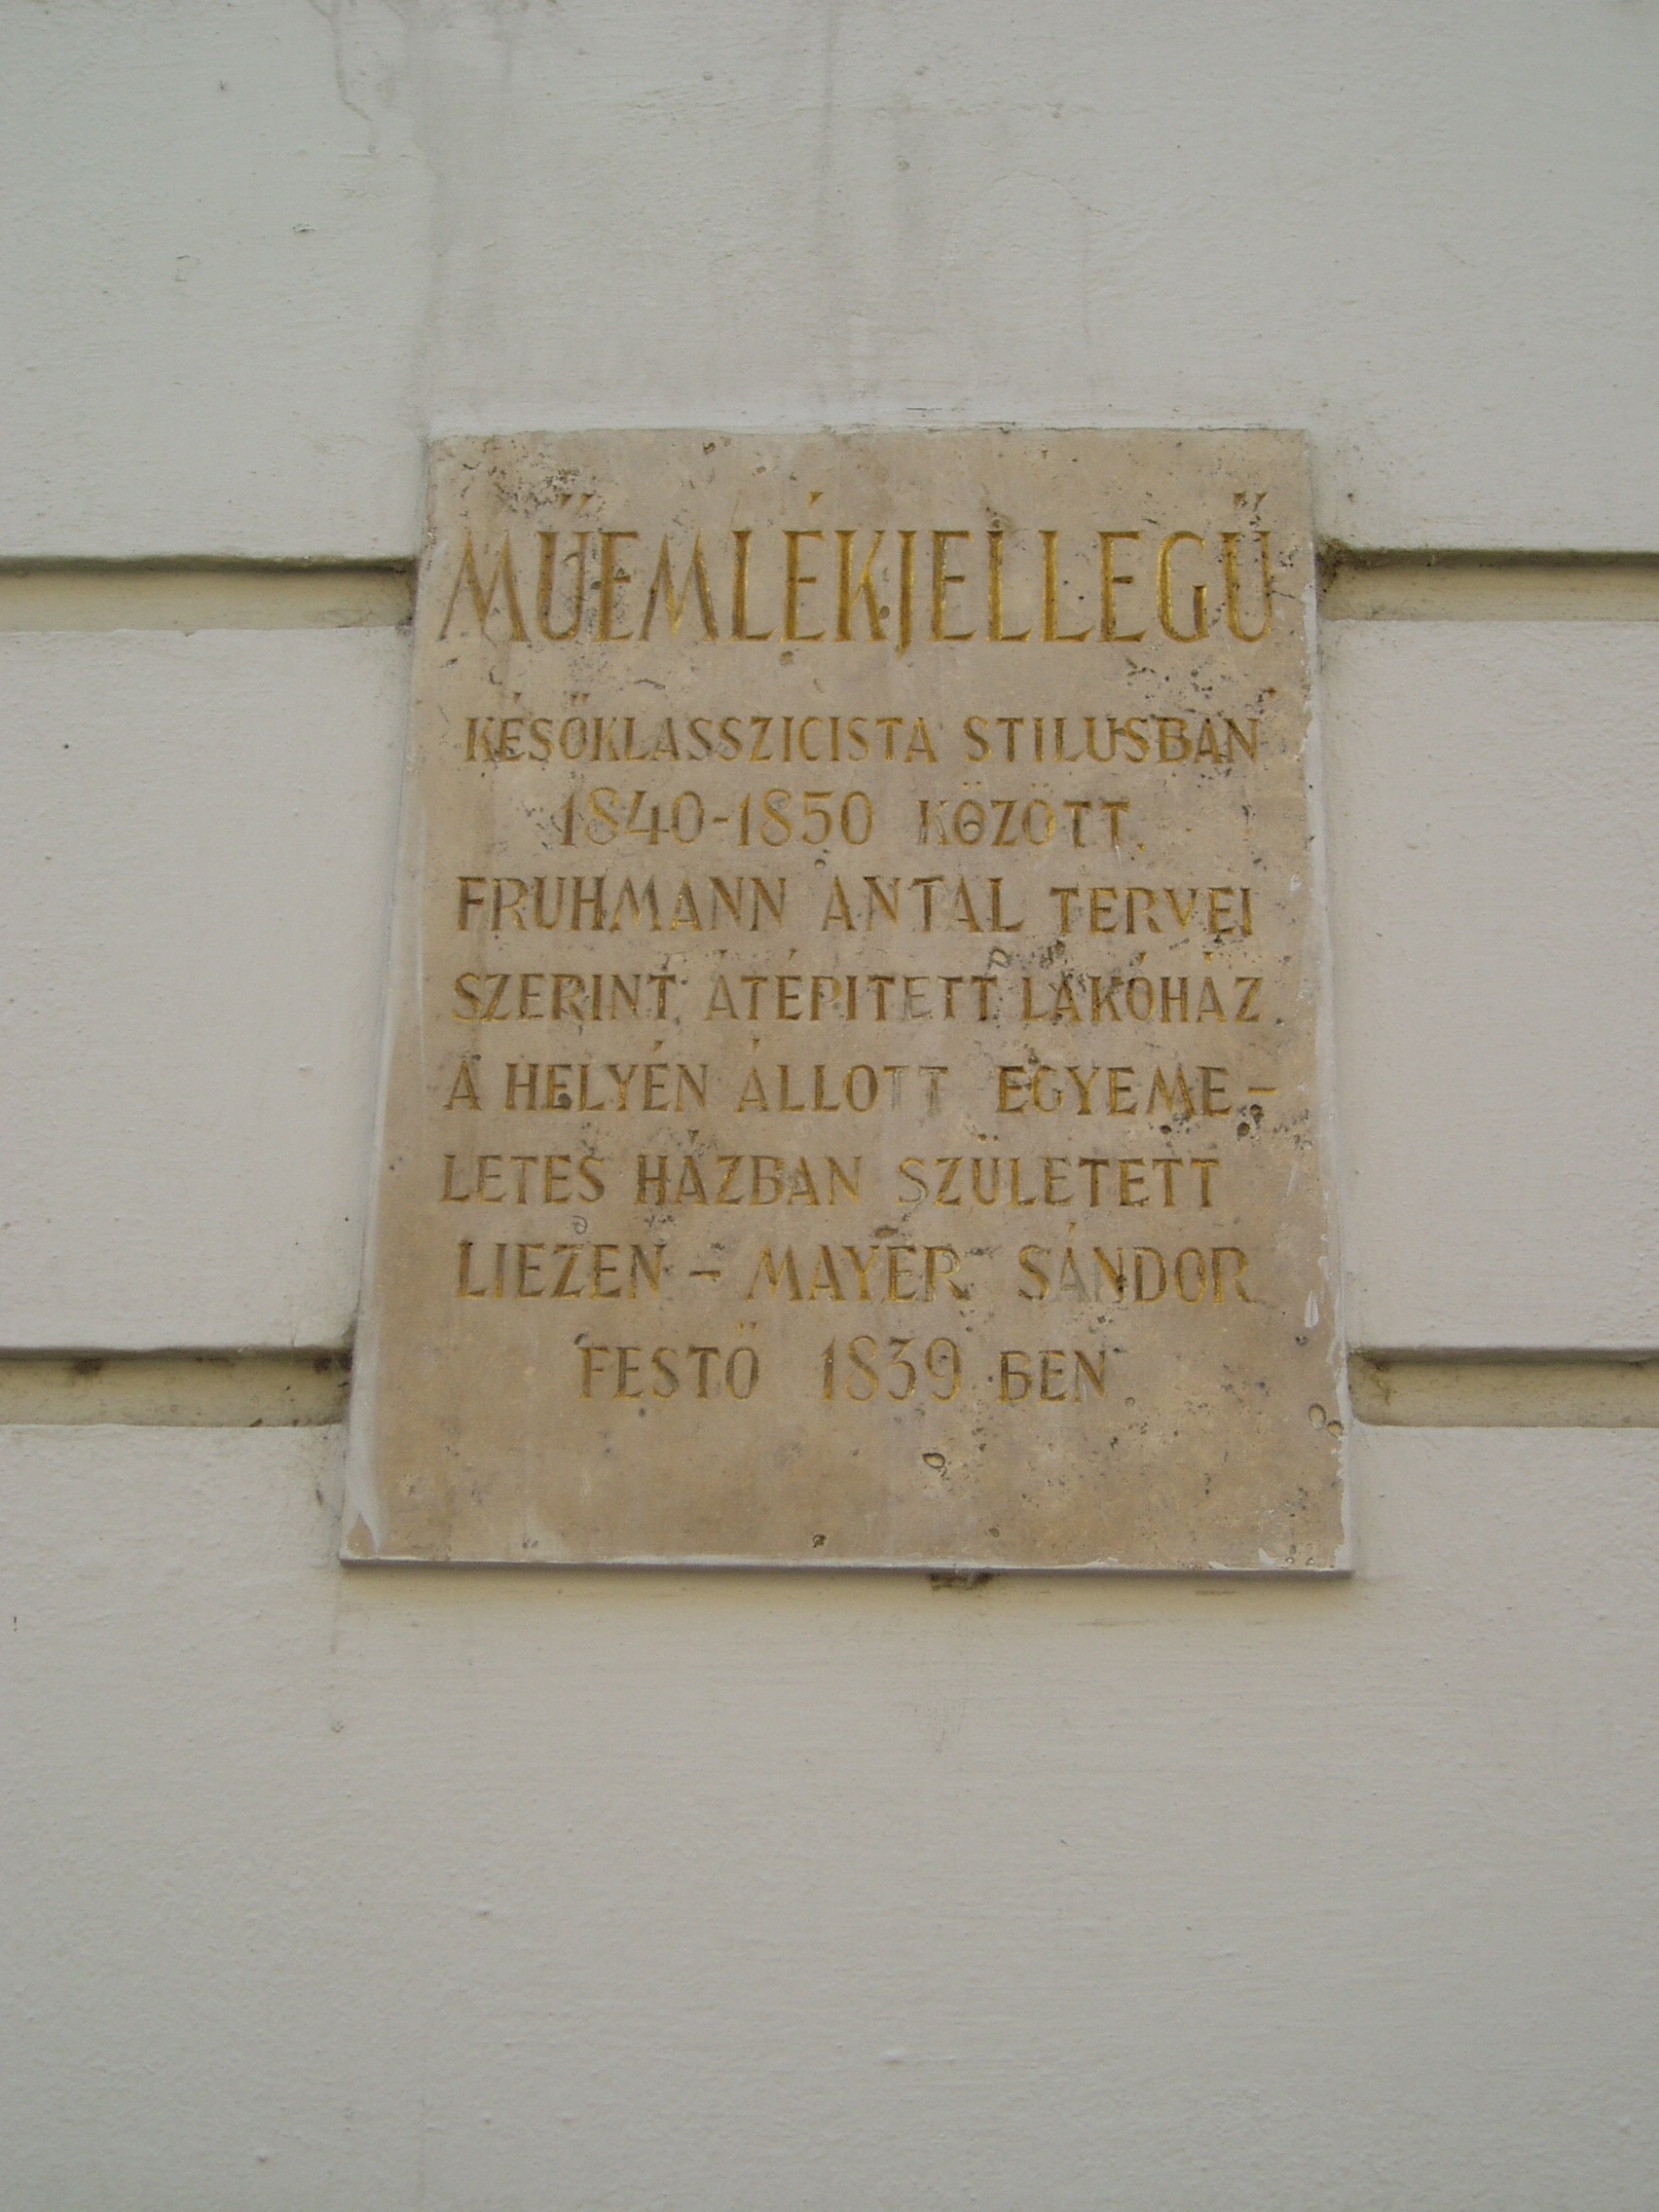 MŰEMLÉKJELLEGŰ
KÉSŐKLASSZICISTA STILUSBAN
1840-1850 KÖZÖTT
FRUHMANN ANTAL TERVEI
SZERINT ÁTÉPITETT LAKÓHÁZ
A HELYÉN ÁLLOTT EGYEME-
LETES HÁZBAN SZÜLETETT
LIEZEN - MAYER SÁNDOR
FESTŐ 1839 BEN